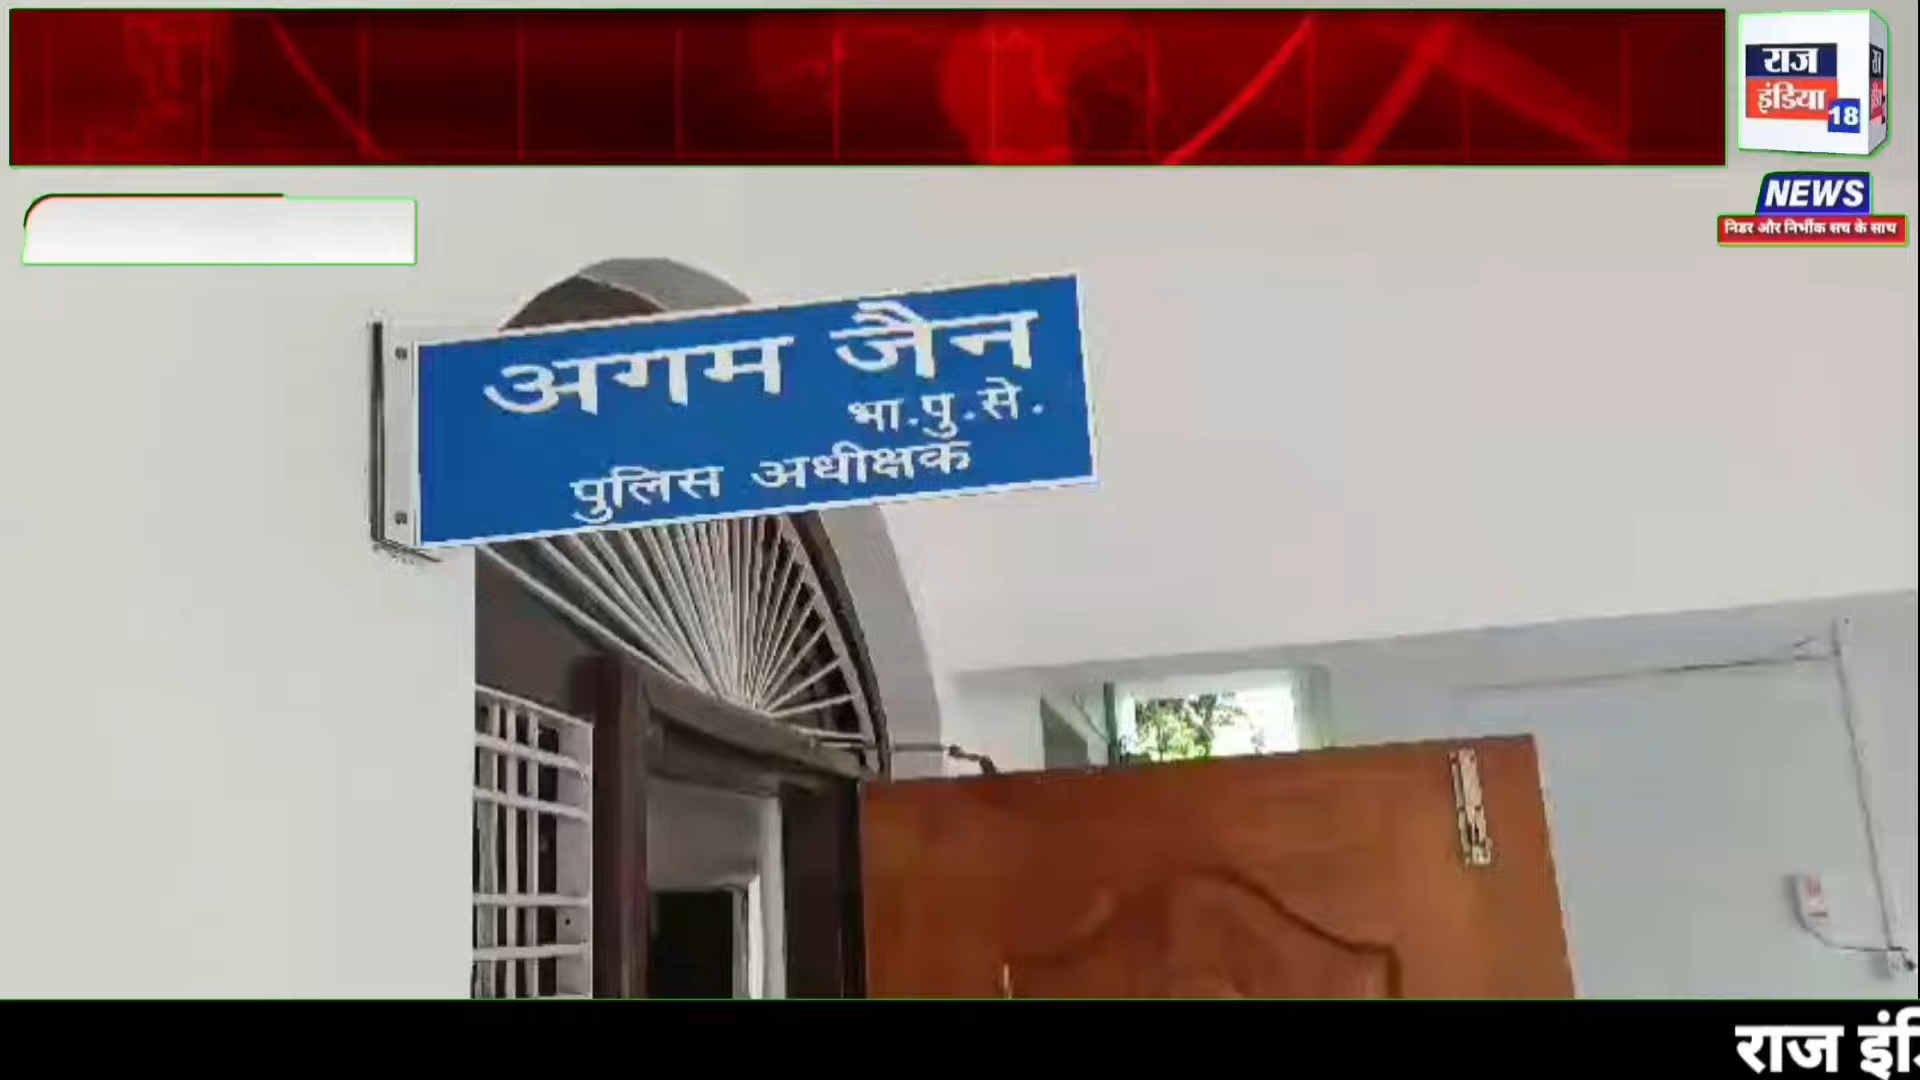 राज
इंडिया
18
NEWS
निडर और निर्भीक सच के साथ
अगम जैन
भा.पु.से.
पुलिस अधीक्षक
राज